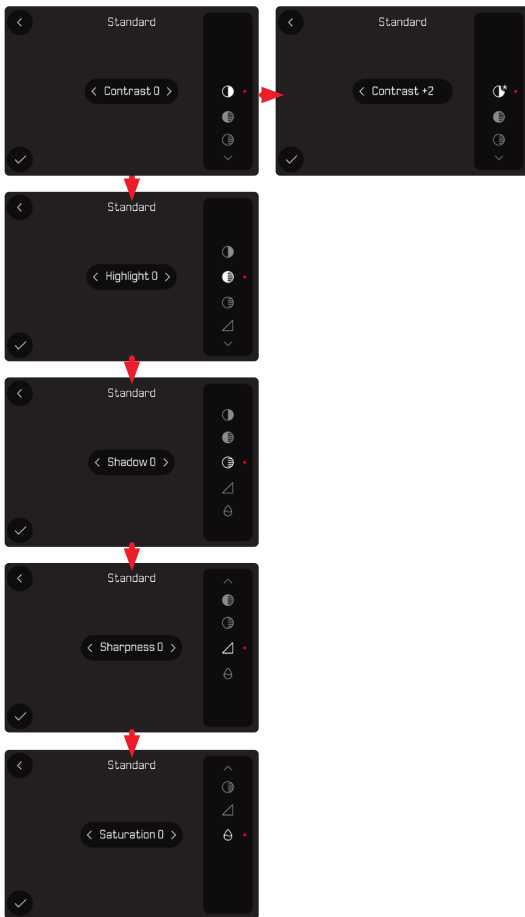 Standard
Contrast 0
Standard
Contrast +2
Standard
Highlight 0
Standard
Shadow 0
Standard
Sharpness 0
Standard
Saturation 0